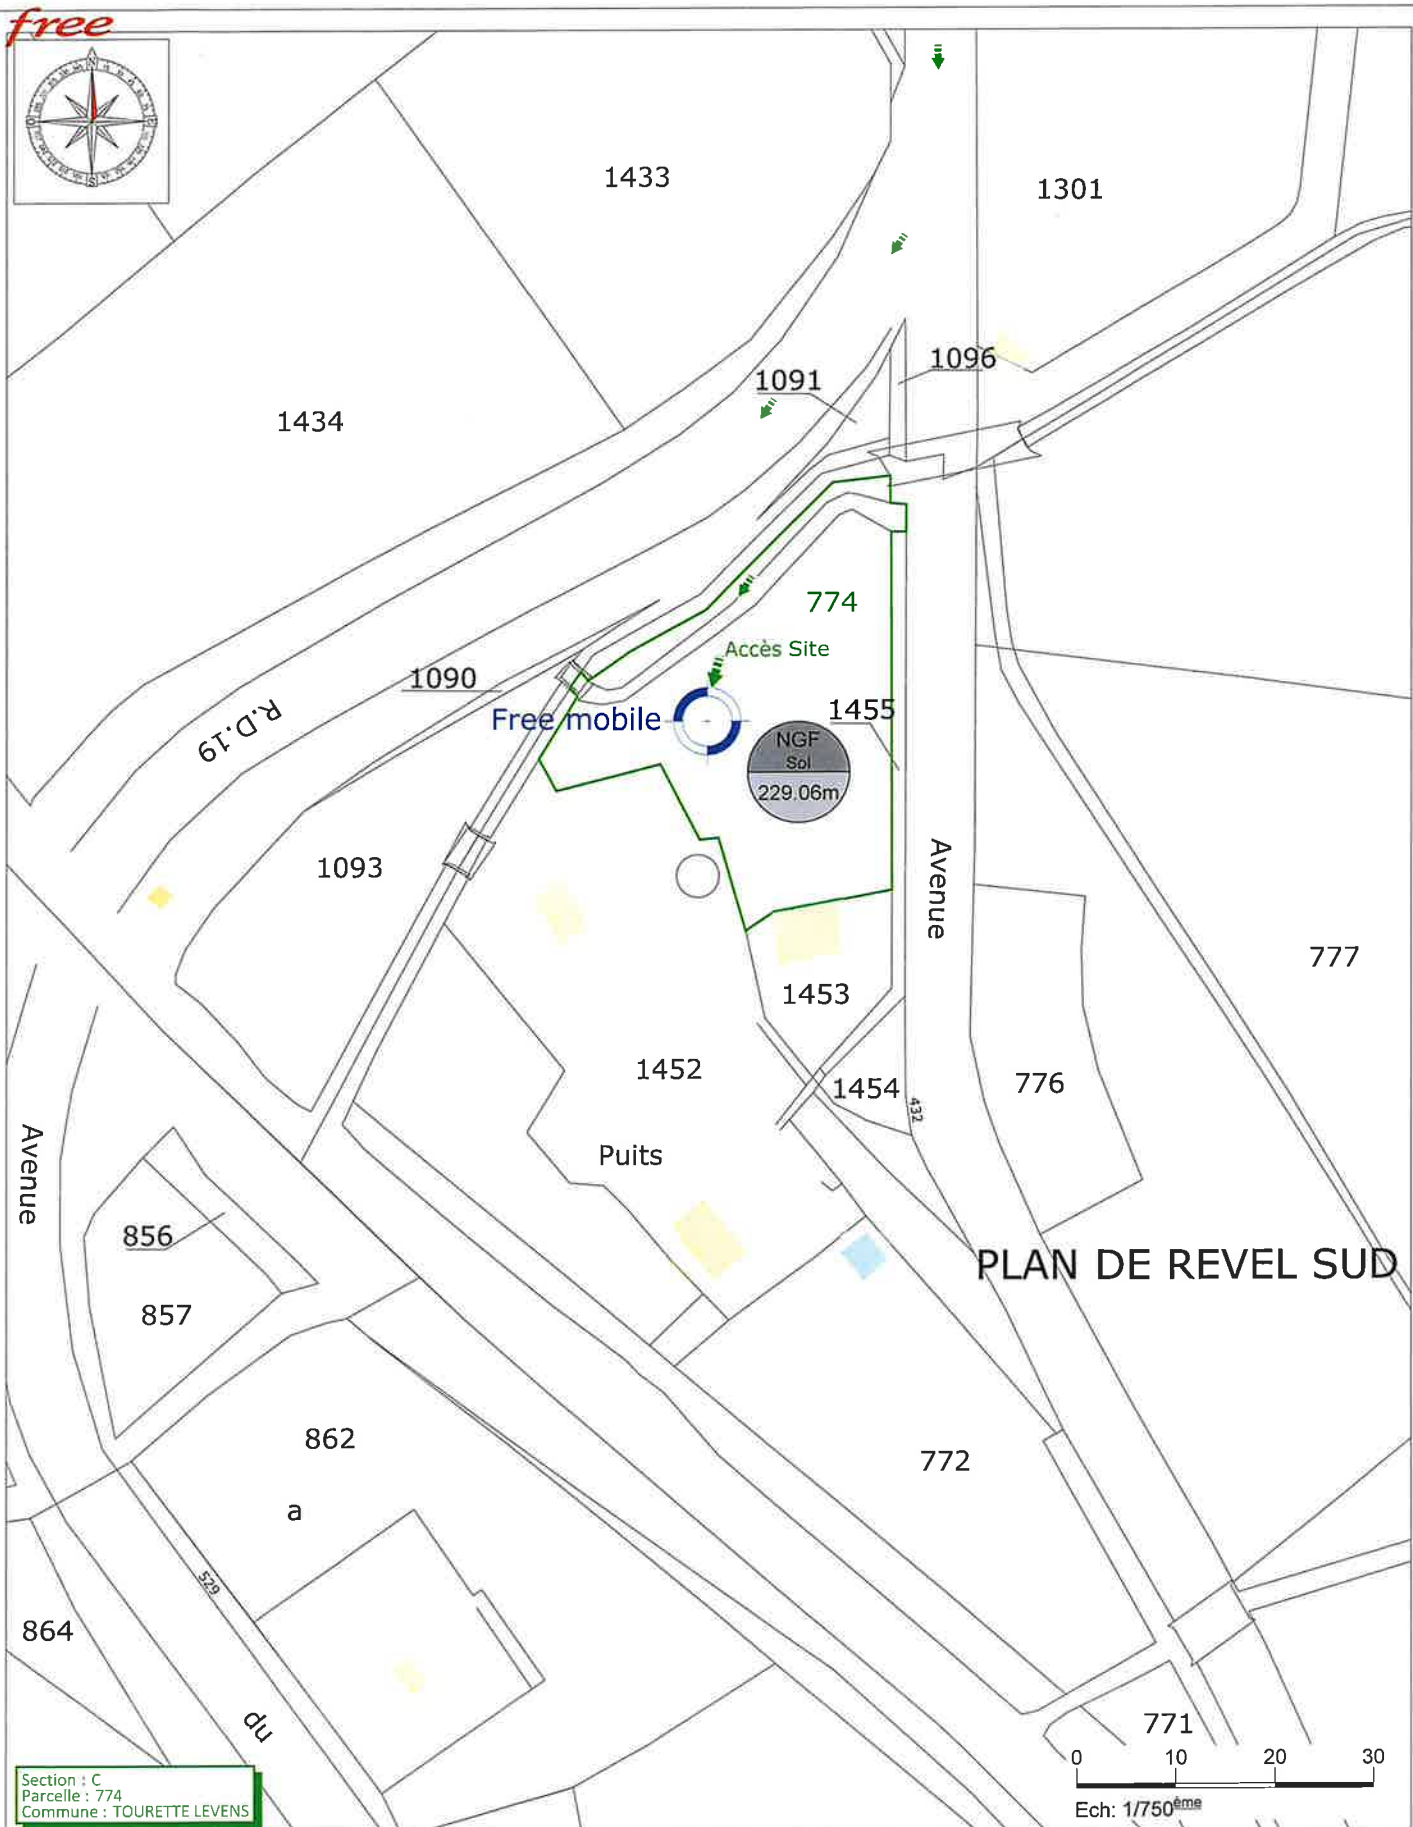 free
N
S
1433
1301
1096
1091
1434
774
Accès Site
1090
Free mobile
1455
R.D.19
NGF
Sol
229.06m
Avenue
1093
777
1453
1452
1454
776
432
Avenue
Puits
856
PLAN DE REVEL SUD
857
862
772
a
529
864
du
771
0 10 20 30
Ech: 1/750ème
Section : C
Parcelle : 774
Commune : TOURETTE LEVENS